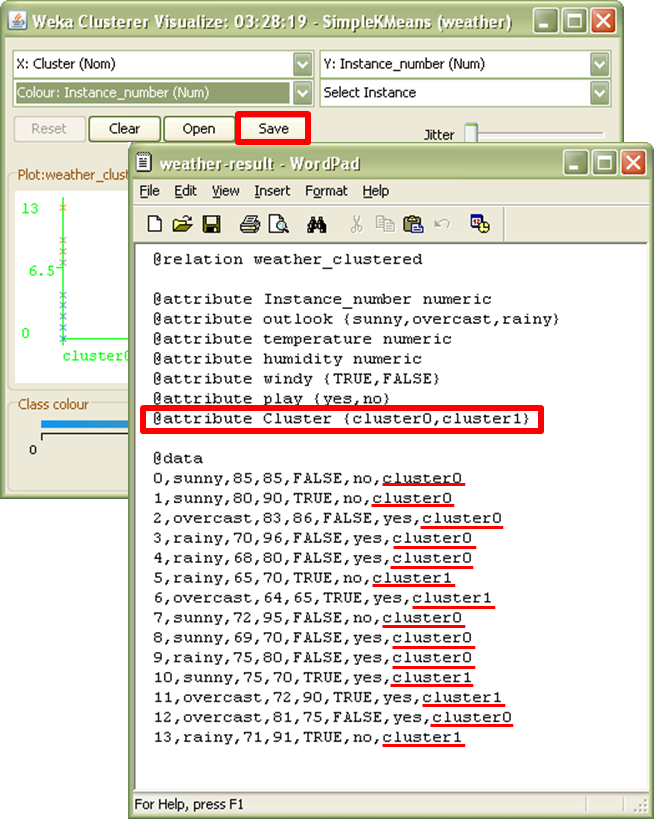 Weka Clusterer Visualize: 03:28:19 - SimpleKMeans (weather)
X: Cluster (Nom)
Y: Instance_number (Num)
Colour: Instance_number (Num)
Select Instance
Reset
Clear
Open
Save
Jitter
Plot:weather_clust
13
6.5
0
cluster0
Class colour
0
weather-result - WordPad
File Edit View Insert Format Help
@relation weather_clustered
@attribute Instance_number numeric
@attribute outlook {sunny,overcast,rainy}
@attribute temperature numeric
@attribute humidity numeric
@attribute windy {TRUE,FALSE}
@attribute play {yes,no}
@attribute Cluster {cluster0,cluster1}
@data
0,sunny,85,85,FALSE,no,cluster0
1,sunny,80,90,TRUE,no,cluster0
2,overcast,83,86,FALSE,yes,cluster0
3,rainy,70,96,FALSE,yes,cluster0
4,rainy,68,80,FALSE,yes,cluster0
5,rainy,65,70,TRUE,no,cluster1
6,overcast,64,65,TRUE,yes,cluster1
7,sunny,72,95,FALSE,no,cluster0
8,sunny,69,70,FALSE,yes,cluster0
9,rainy,75,80,FALSE,yes,cluster0
10,sunny,75,70,TRUE,yes,cluster1
11,overcast,72,90,TRUE,yes,cluster1
12,overcast,81,75,FALSE,yes,cluster0
13,rainy,71,91,TRUE,no,cluster1
For Help, press F1